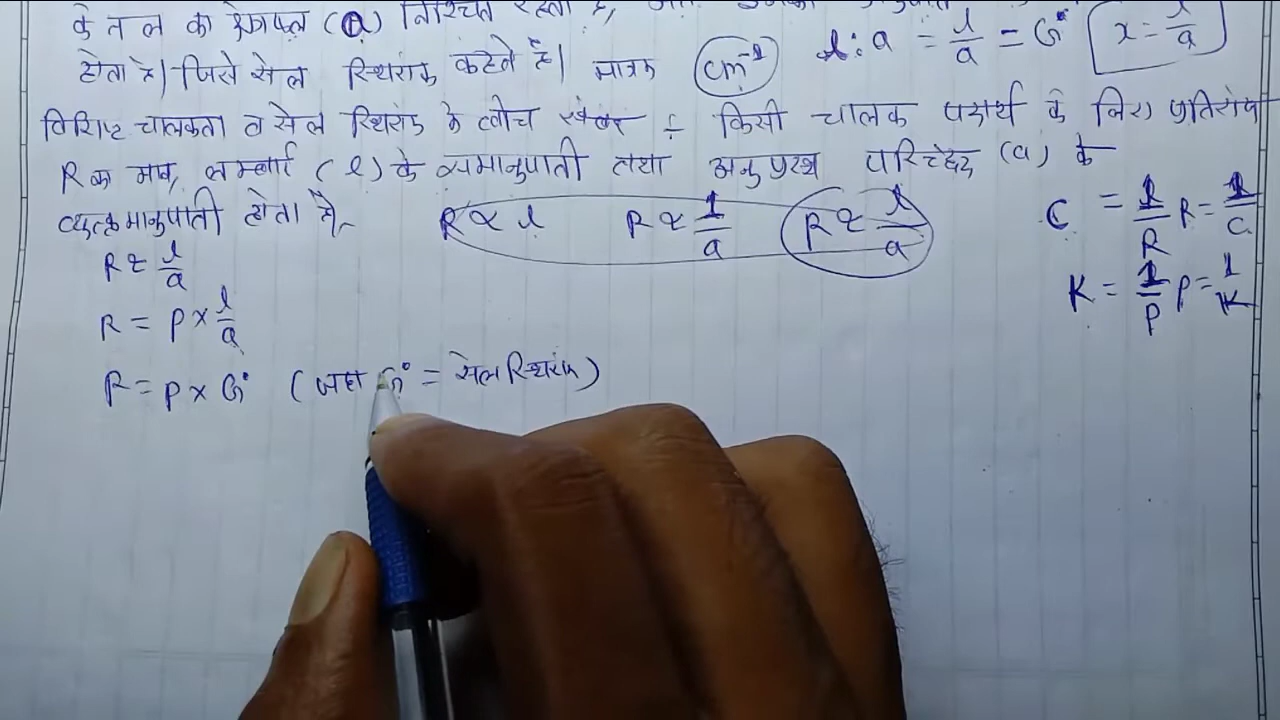 के तल का क्षेत्रफल (a) निश्चित रहता है,
होता है। जिसे सेल स्थिरांक कहते हैं। मात्रक cm⁻¹ l : a = l/a = G* x = l/a
विशिष्ट चालकता व सेल स्थिरांक के बीच संबंध ÷ किसी चालक पदार्थ के लिए प्रतिरोध
R का मान, लम्बाई (l) के समानुपाती तथा अनुप्रस्थ परिच्छेद (a) के
व्युत्क्रमानुपाती होता है,- R ∝ l R ∝ 1/a R ∝ l/a
C = 1/R R = 1/C
R ∝ l/a
K = 1/ρ ρ = 1/K
R = ρ × l/a
R = ρ × G* (जहा G* = सेल स्थिरांक)